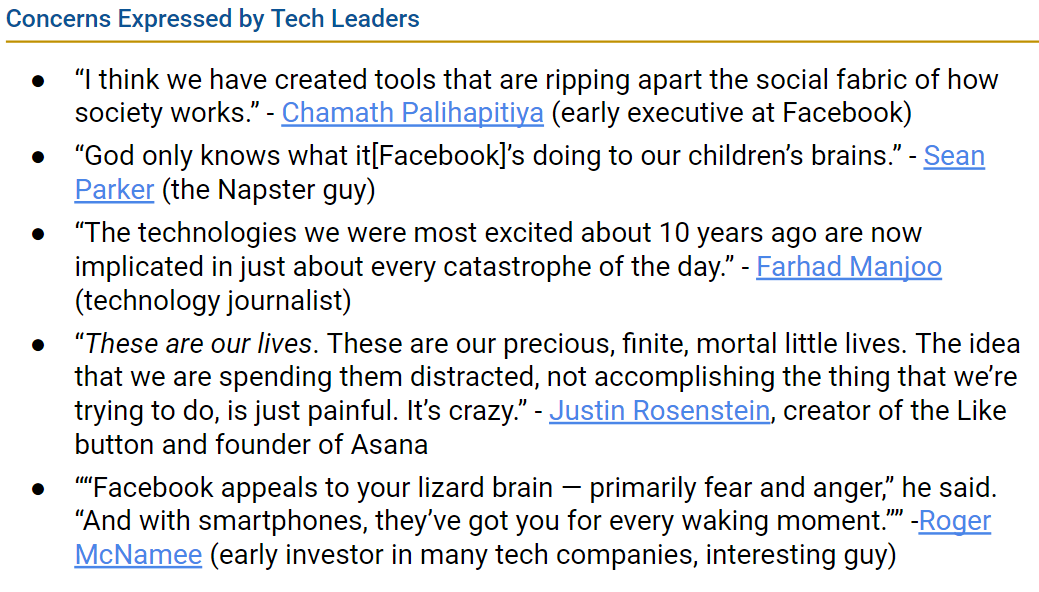 Concerns Expressed by Tech Leaders
● “I think we have created tools that are ripping apart the social fabric of how
society works.” - Chamath Palihapitiya (early executive at Facebook)
● “God only knows what it[Facebook]’s doing to our children’s brains.” - Sean
Parker (the Napster guy)
● “The technologies we were most excited about 10 years ago are now
implicated in just about every catastrophe of the day.” - Farhad Manjoo
(technology journalist)
● “These are our lives. These are our precious, finite, mortal little lives. The idea
that we are spending them distracted, not accomplishing the thing that we’re
trying to do, is just painful. It’s crazy.” - Justin Rosenstein, creator of the Like
button and founder of Asana
● ““Facebook appeals to your lizard brain — primarily fear and anger,” he said.
“And with smartphones, they’ve got you for every waking moment.”” -Roger
McNamee (early investor in many tech companies, interesting guy)